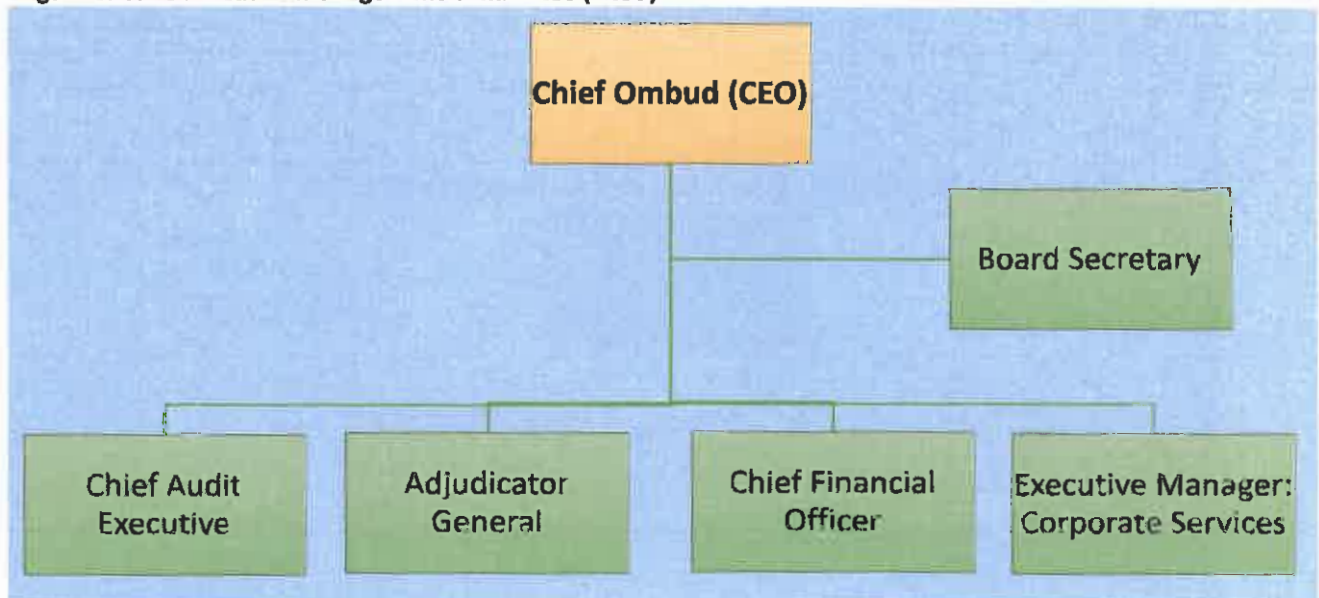 Chief Ombud (CEO)
Board Secretary
Chief Audit
Executive
Adjudicator
General
Chief Financial
Officer
Executive Manager:
Corporate Services